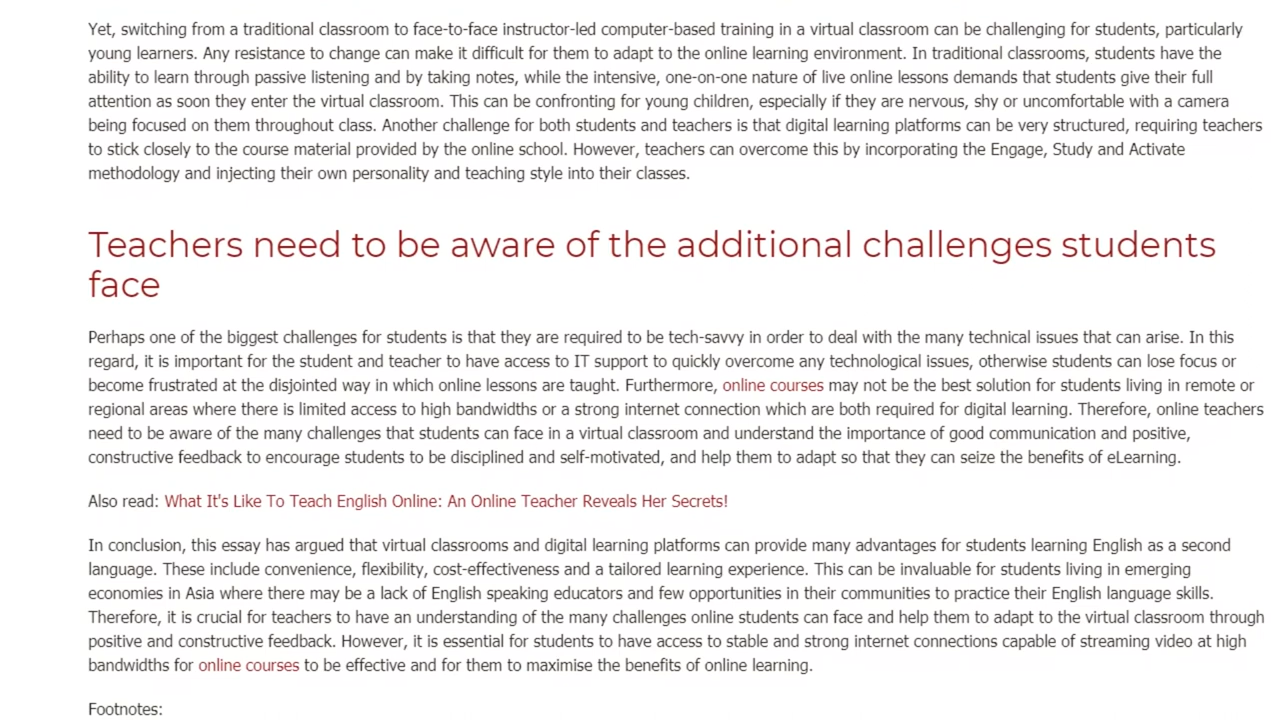 Yet, switching from a traditional classroom to face-to-face instructor-led computer-based training in a virtual classroom can be challenging for students, particularly
young learners. Any resistance to change can make it difficult for them to adapt to the online learning environment. In traditional classrooms, students have the
ability to learn through passive listening and by taking notes, while the intensive, one-on-one nature of live online lessons demands that students give their full
attention as soon they enter the virtual classroom. This can be confronting for young children, especially if they are nervous, shy or uncomfortable with a camera
being focused on them throughout class. Another challenge for both students and teachers is that digital learning platforms can be very structured, requiring teachers
to stick closely to the course material provided by the online school. However, teachers can overcome this by incorporating the Engage, Study and Activate
methodology and injecting their own personality and teaching style into their classes.
Teachers need to be aware of the additional challenges students
face
Perhaps one of the biggest challenges for students is that they are required to be tech-savvy in order to deal with the many technical issues that can arise. In this
regard, it is important for the student and teacher to have access to IT support to quickly overcome any technological issues, otherwise students can lose focus or
become frustrated at the disjointed way in which online lessons are taught. Furthermore, online courses may not be the best solution for students living in remote or
regional areas where there is limited access to high bandwidths or a strong internet connection which are both required for digital learning. Therefore, online teachers
need to be aware of the many challenges that students can face in a virtual classroom and understand the importance of good communication and positive,
constructive feedback to encourage students to be disciplined and self-motivated, and help them to adapt so that they can seize the benefits of eLearning.
Also read: What It's Like To Teach English Online: An Online Teacher Reveals Her Secrets!
In conclusion, this essay has argued that virtual classrooms and digital learning platforms can provide many advantages for students learning English as a second
language. These include convenience, flexibility, cost-effectiveness and a tailored learning experience. This can be invaluable for students living in emerging
economies in Asia where there may be a lack of English speaking educators and few opportunities in their communities to practice their English language skills.
Therefore, it is crucial for teachers to have an understanding of the many challenges online students can face and help them to adapt to the virtual classroom through
positive and constructive feedback. However, it is essential for students to have access to stable and strong internet connections capable of streaming video at high
bandwidths for online courses to be effective and for them to maximise the benefits of online learning.
Footnotes: